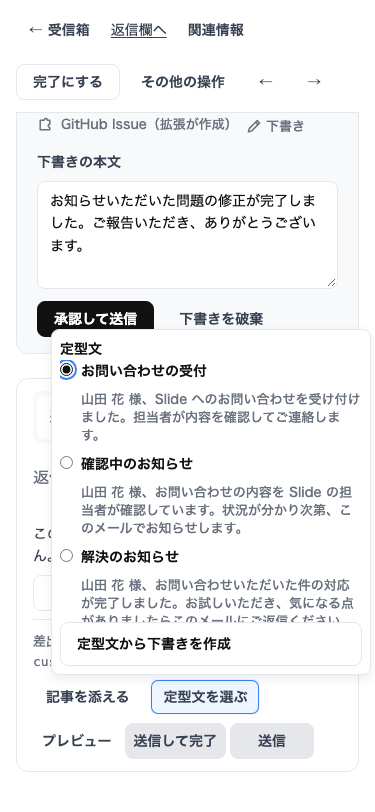 ← 受信箱 返信欄へ 関連情報
完了にする その他の操作 ← →
GitHub Issue（拡張が作成） 下書き
下書きの本文
お知らせいただいた問題の修正が完了しま
した。ご報告いただき、ありがとうござい
ます。
承認して送信 下書きを破棄
定型文
お問い合わせの受付
山田 花 様、Slide へのお問い合わせを受け付け
ました。担当者が内容を確認してご連絡しま
す。
確認中のお知らせ
山田 花 様、お問い合わせの内容を Slide の担
当者が確認しています。状況が分かり次第、こ
のメールでお知らせします。
解決のお知らせ
山田 花 様、お問い合わせいただいた件の対応
が完了しました。お試しいただき、気になる点
がありましたらこのメールにご返信ください
定型文から下書きを作成
記事を添える 定型文を選ぶ
プレビュー 送信して完了 送信